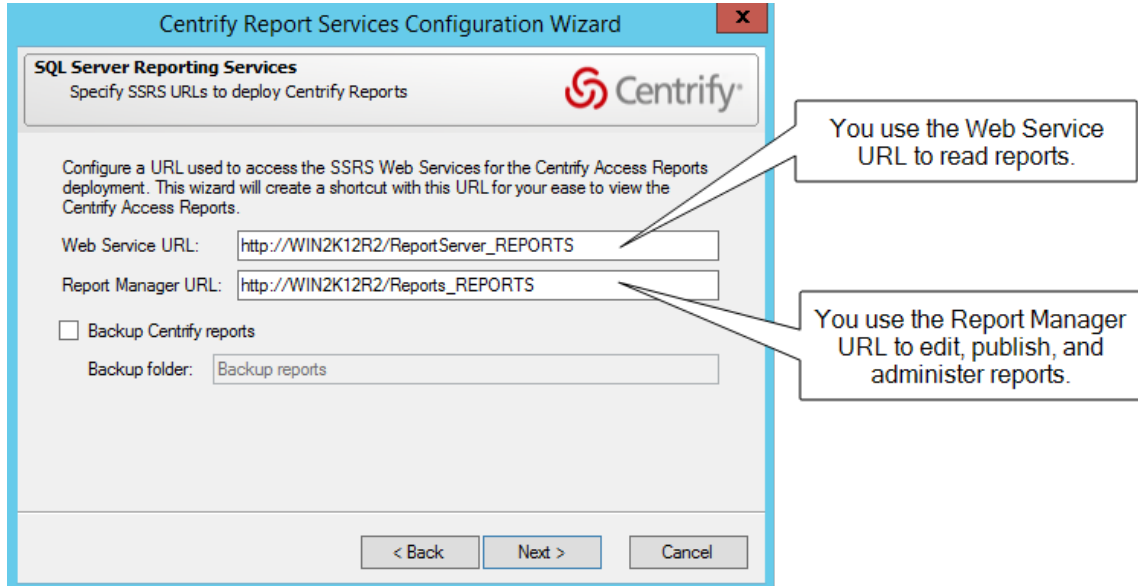 Centrify Report Services Configuration Wizard
x
SQL Server Reporting Services
Specify SSRS URLs to deploy Centrify Reports
Centrify
You use the Web Service
URL to read reports.
Configure a URL used to access the SSRS Web Services for the Centrify Access Reports
deployment. This wizard will create a shortcut with this URL for your ease to view the
Centrify Access Reports.
Web Service URL: http://WIN2K12R2/ReportServer_REPORTS
Report Manager URL: http://WIN2K12R2/Reports_REPORTS
You use the Report Manager
URL to edit, publish, and
administer reports.
Backup Centrify reports
Backup folder: Backup reports
< Back Next > Cancel